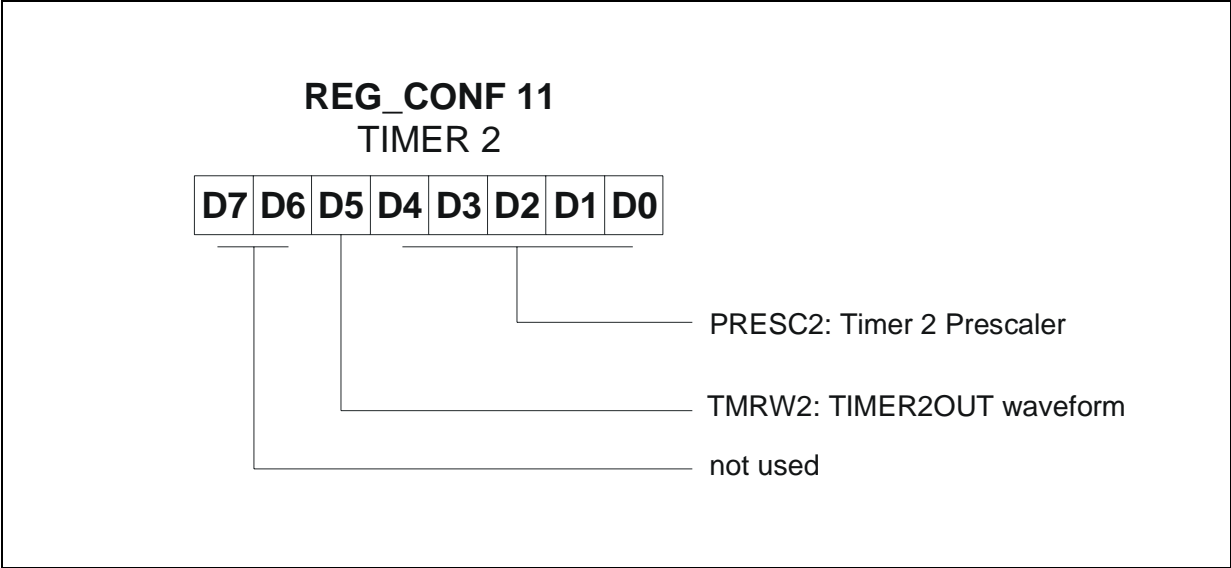 REG_CONF 11
TIMER 2
D7 D6 D5 D4 D3 D2 D1 D0
PRESC2: Timer 2 Prescaler
TMRW2: TIMER2OUT waveform
not used